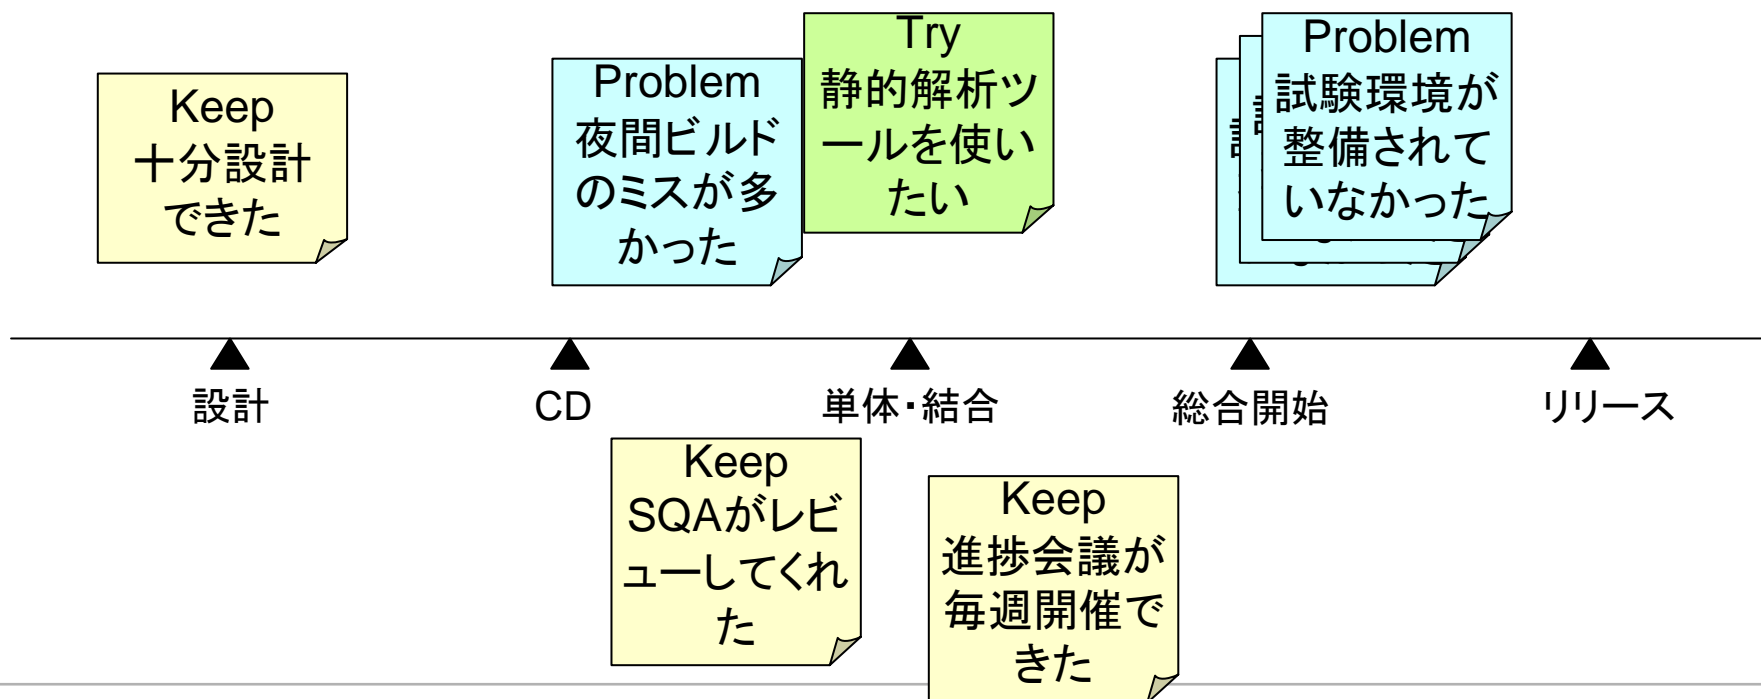 Keep
十分設計
できた
Problem
夜間ビルド
のミスが多
かった
Try
静的解析ツ
ールを使い
たい
Problem
試験環境が
整備されて
いなかった
設計
CD
単体・結合
総合開始
リリース
Keep
SQAがレビ
ューしてくれ
た
Keep
進捗会議が
毎週開催で
きた